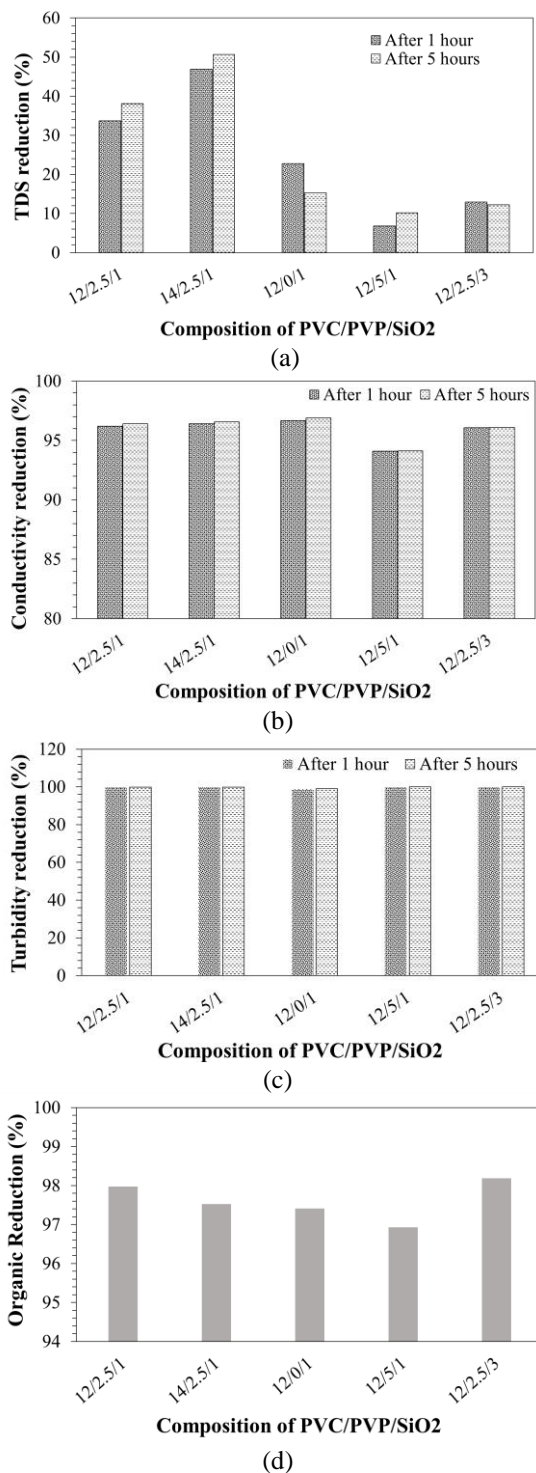 60
50
40
30
20
10
0
TDS reduction (%)
After 1 hour
After 5 hours
12/2.5/1
14/2.5/1
12/0/1
12/5/1
12/2.5/3
Composition of PVC/PVP/SiO2
(a)
100
95
90
85
80
Conductivity reduction (%)
After 1 hour
After 5 hours
12/2.5/1
14/2.5/1
12/0/1
12/5/1
12/2.5/3
Composition of PVC/PVP/SiO2
(b)
120
100
80
60
40
20
0
Turbidity reduction (%)
After 1 hour
After 5 hours
12/2.5/1
14/2.5/1
12/0/1
12/5/1
12/2.5/3
Composition of PVC/PVP/SiO2
(c)
100
99
98
97
96
95
94
Organic Reduction (%)
12/2.5/1
14/2.5/1
12/0/1
12/5/1
12/2.5/3
Composition of PVC/PVP/SiO2
(d)